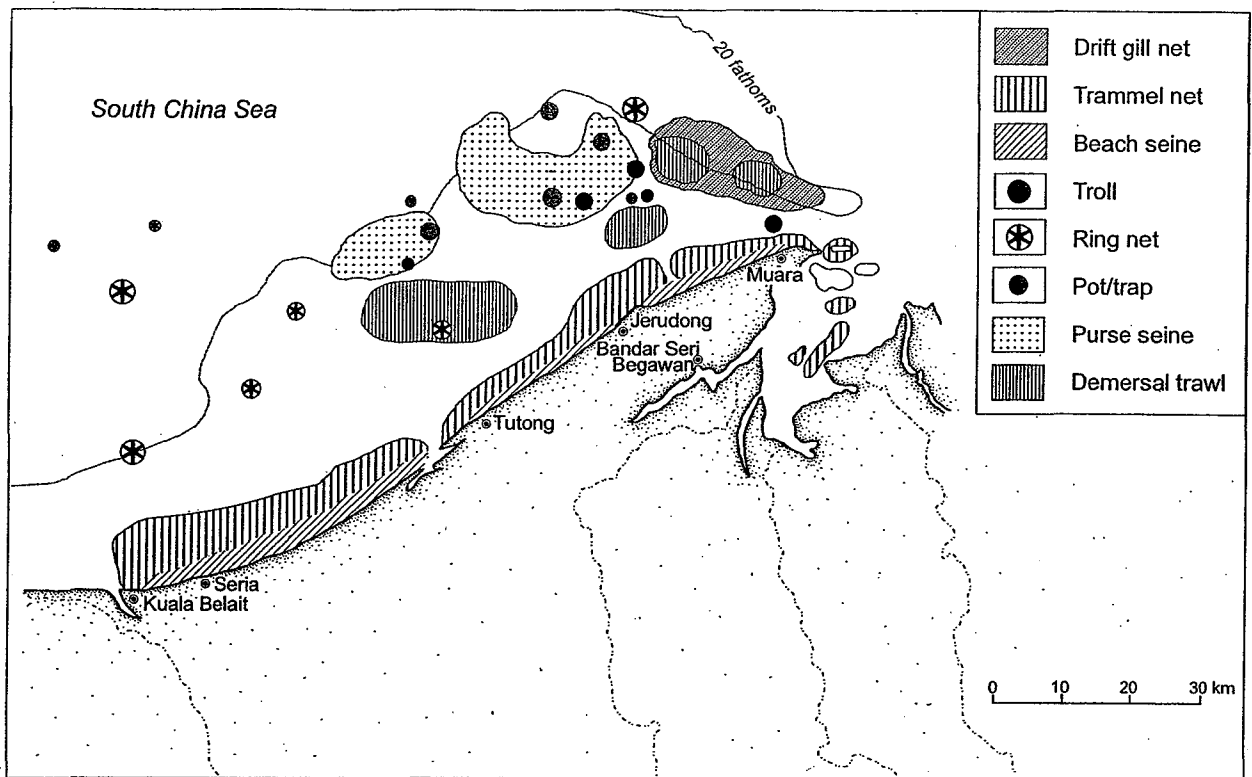 South China Sea
20 fathoms
Muara
Jerudong
Bandar Seri
Begawan
Tutong
Seria
Kuala Belait
Drift gill net
Trammel net
Beach seine
Troll
Ring net
Pot/trap
Purse seine
Demersal trawl
0 10 20 30 km